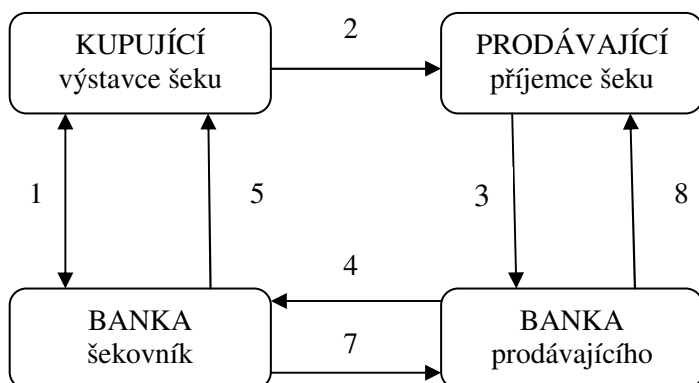 KUPUJÍCÍ
výstavce šeku
2
PRODÁVAJÍCÍ
příjemce šeku
1
5
3
8
4
BANKA
šekovník
7
BANKA
prodávajícího